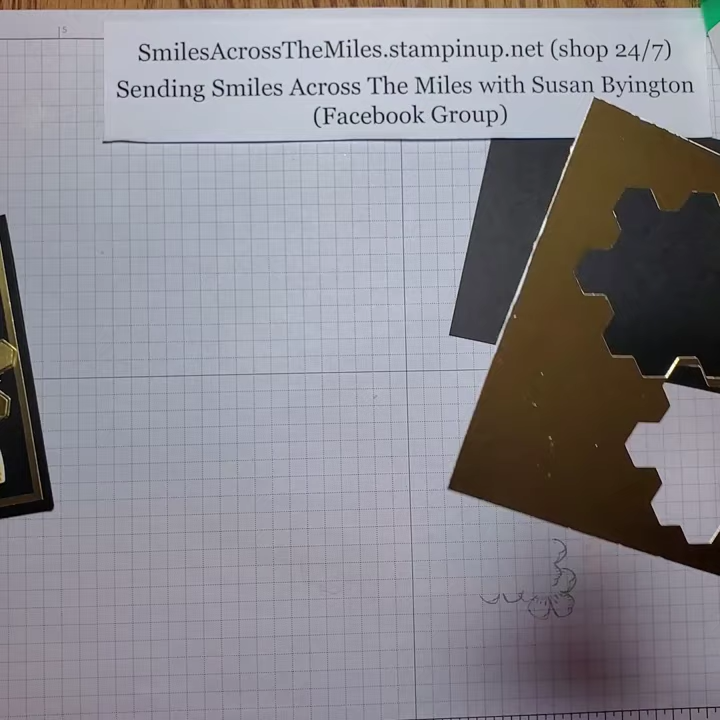 SmilesAcrossTheMiles.stampinup.net (shop 24/7)
Sending Smiles Across The Miles with Susan Byington
(Facebook Group)